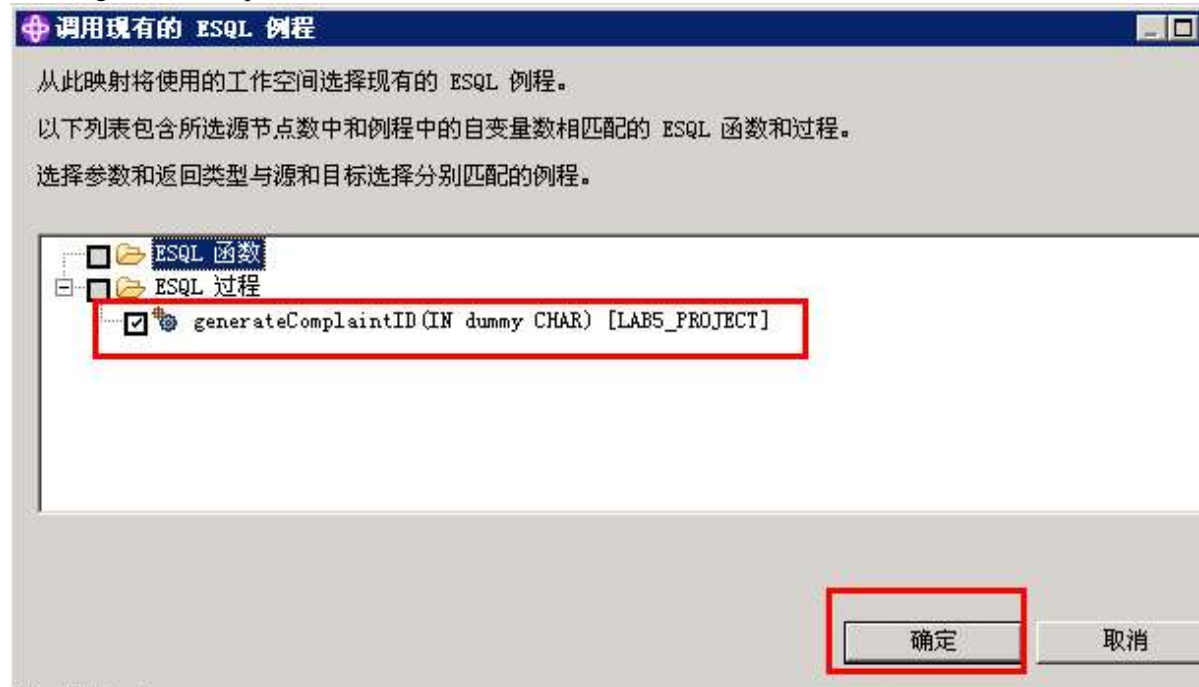 调用现有的 ESQL 例程
从此映射将使用的工作空间选择现有的 ESQL 例程。
以下列表包含所选源节点数中和例程中的自变量数相匹配的 ESQL 函数和过程。
选择参数和返回类型与源和目标选择分别匹配的例程。
ESQL 函数
ESQL 过程
generateComplaintID(IN dummy CHAR) [LAB5_PROJECT]
确定 取消